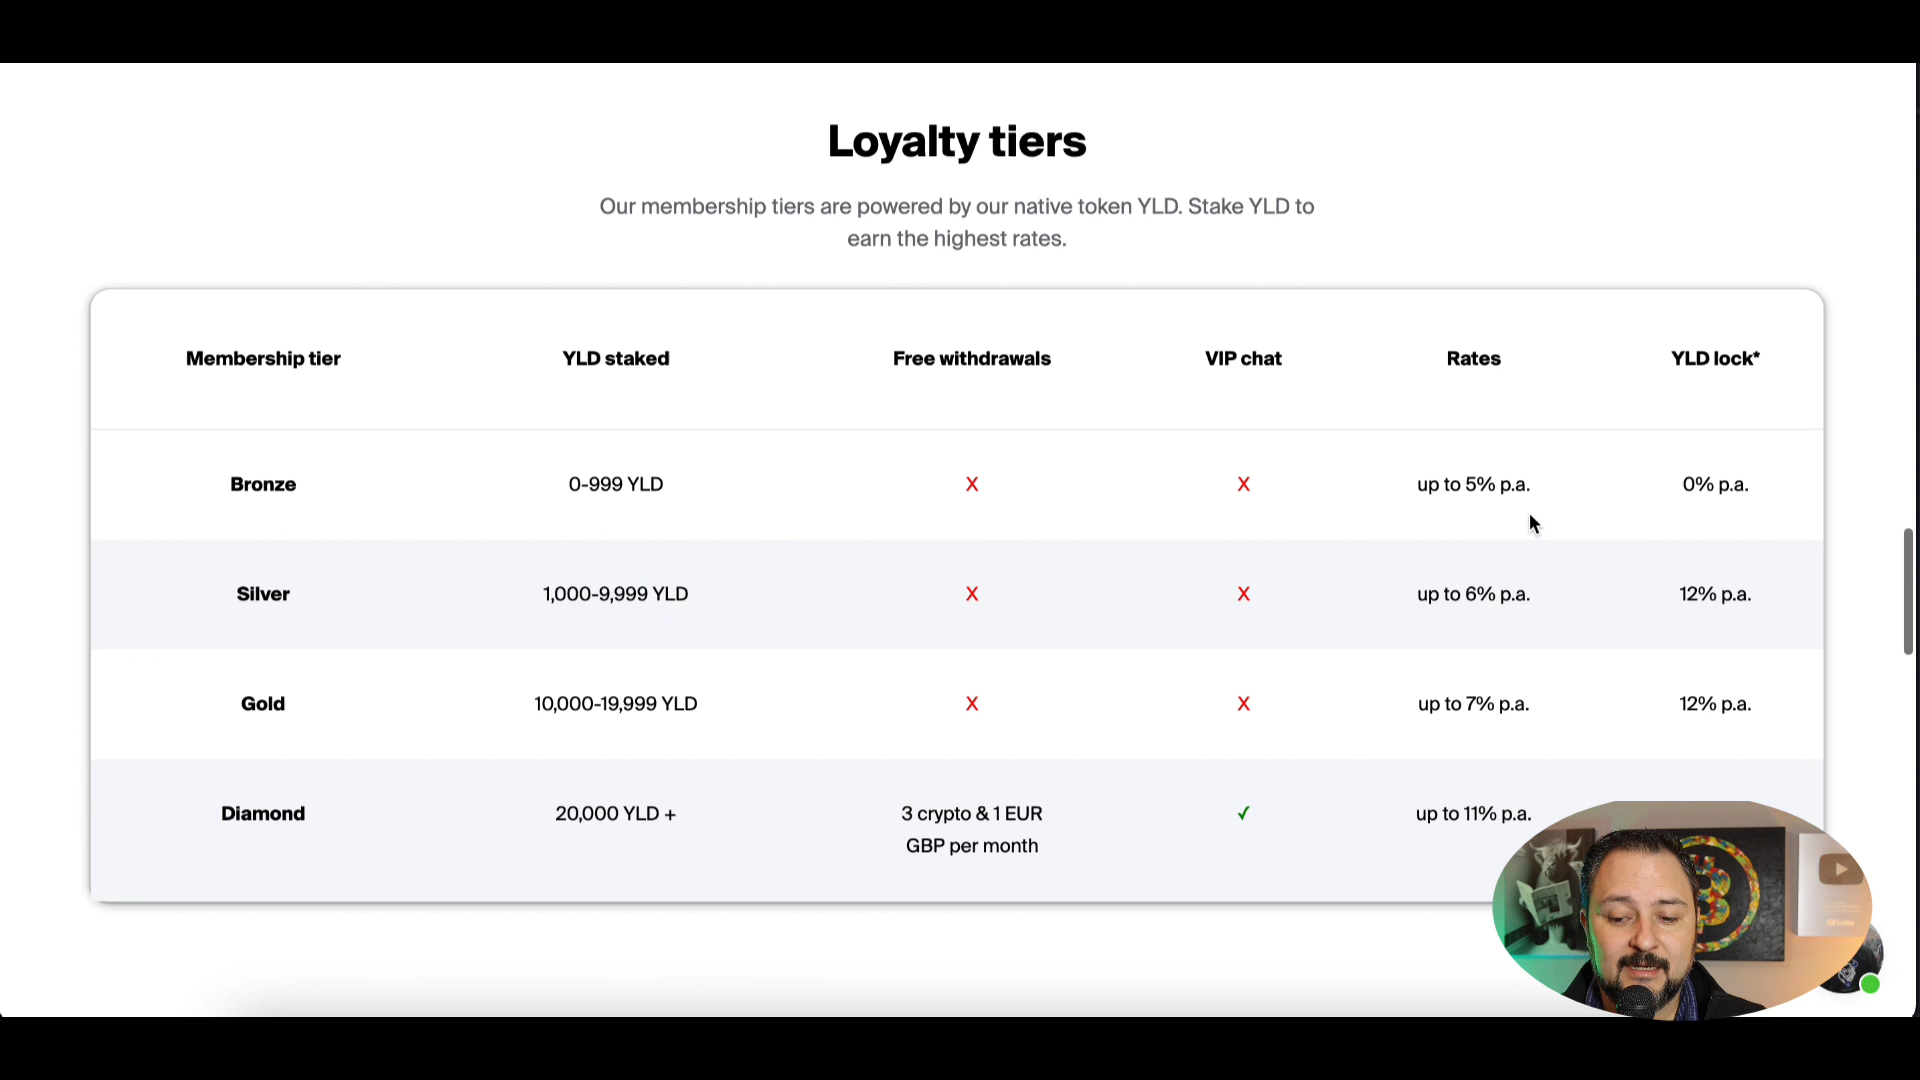 Loyalty tiers
Our membership tiers are powered by our native token YLD. Stake YLD to
earn the highest rates.
Membership tier YLD staked Free withdrawals VIP chat Rates YLD lock*
Bronze 0-999 YLD X X up to 5% p.a. 0% p.a.
Silver 1,000-9,999 YLD X X up to 6% p.a. 12% p.a.
Gold 10,000-19,999 YLD X X up to 7% p.a. 12% p.a.
Diamond 20,000 YLD + 3 crypto & 1 EUR ✓ up to 11% p.a.
GBP per month